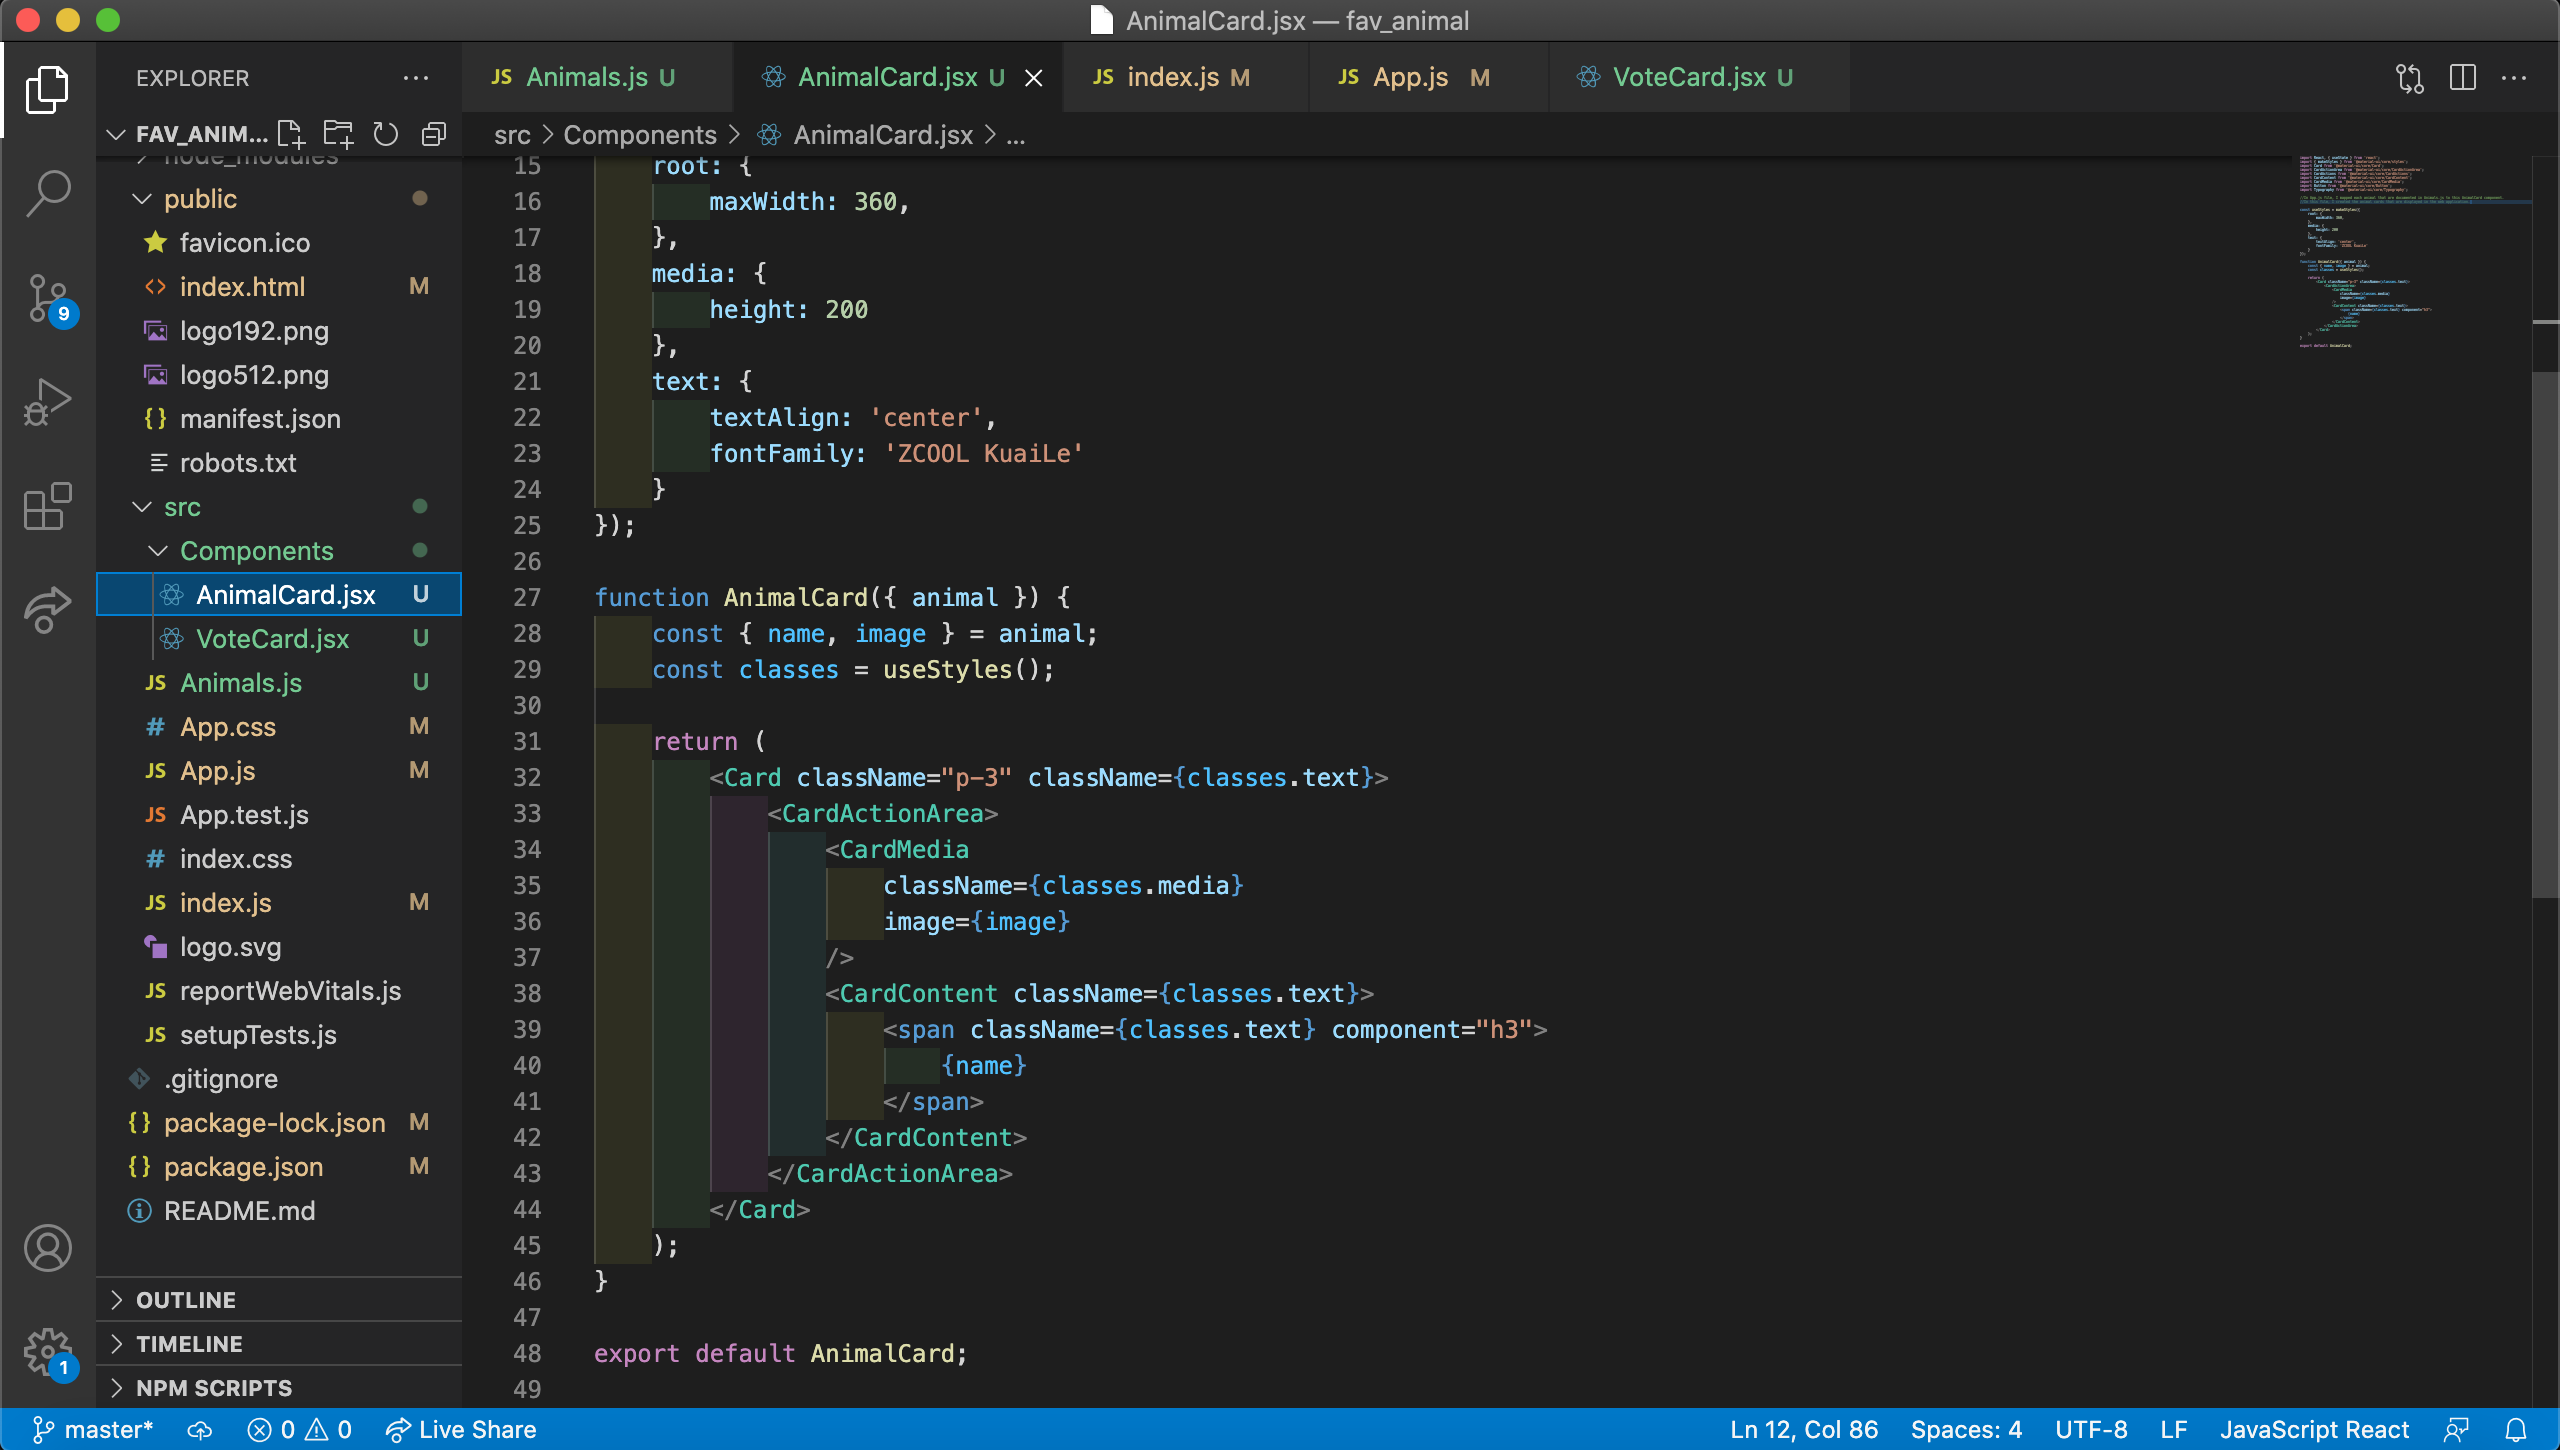 AnimalCard.jsx — fav_animal
EXPLORER
FAV_ANIM...
node_modules
public
favicon.ico
index.html M
logo192.png
logo512.png
manifest.json
robots.txt
src
Components
AnimalCard.jsx U
VoteCard.jsx U
JS Animals.js U
# App.css M
JS App.js M
JS App.test.js
# index.css
JS index.js M
logo.svg
JS reportWebVitals.js
JS setupTests.js
.gitignore
{} package-lock.json M
{} package.json M
README.md
OUTLINE
TIMELINE
NPM SCRIPTS
9
1
JS Animals.js U
AnimalCard.jsx U
JS index.js M
JS App.js M
VoteCard.jsx U
src > Components > AnimalCard.jsx > ...
15 root: {
16 maxWidth: 360,
17 },
18 media: {
19 height: 200
20 },
21 text: {
22 textAlign: 'center',
23 fontFamily: 'ZCOOL KuaiLe'
24 }
25 });
26
27 function AnimalCard({ animal }) {
28 const { name, image } = animal;
29 const classes = useStyles();
30
31 return (
32 <Card className="p-3" className={classes.text}>
33 <CardActionArea>
34 <CardMedia
35 className={classes.media}
36 image={image}
37 />
38 <CardContent className={classes.text}>
39 <span className={classes.text} component="h3">
40 {name}
41 </span>
42 </CardContent>
43 </CardActionArea>
44 </Card>
45 );
46 }
47
48 export default AnimalCard;
49
master* 0 0 Live Share
Ln 12, Col 86 Spaces: 4 UTF-8 LF JavaScript React